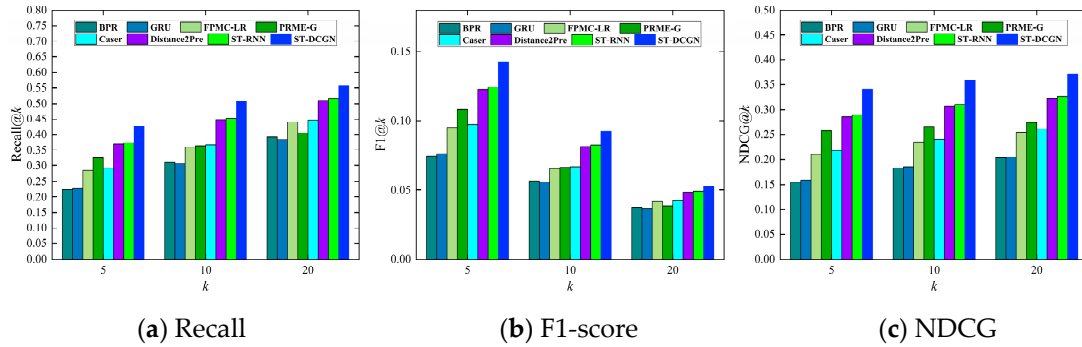 0.80
0.75
0.70
0.65
0.60
0.55
0.50
0.45
0.40
0.35
0.30
0.25
0.20
0.15
0.10
0.05
0.00
Recall@k
BPR GRU FPMC-LR PRME-G
Caser Distance2Pre ST-RNN ST-DCGN
5 10 20
k
(a) Recall
0.15
0.10
0.05
0.00
F1@k
BPR GRU FPMC-LR PRME-G
Caser Distance2Pre ST-RNN ST-DCGN
5 10 20
k
(b) F1-score
0.50
0.45
0.40
0.35
0.30
0.25
0.20
0.15
0.10
0.05
0.00
NDCG@k
BPR GRU FPMC-LR PRME-G
Caser Distance2Pre ST-RNN ST-DCGN
5 10 20
k
(c) NDCG